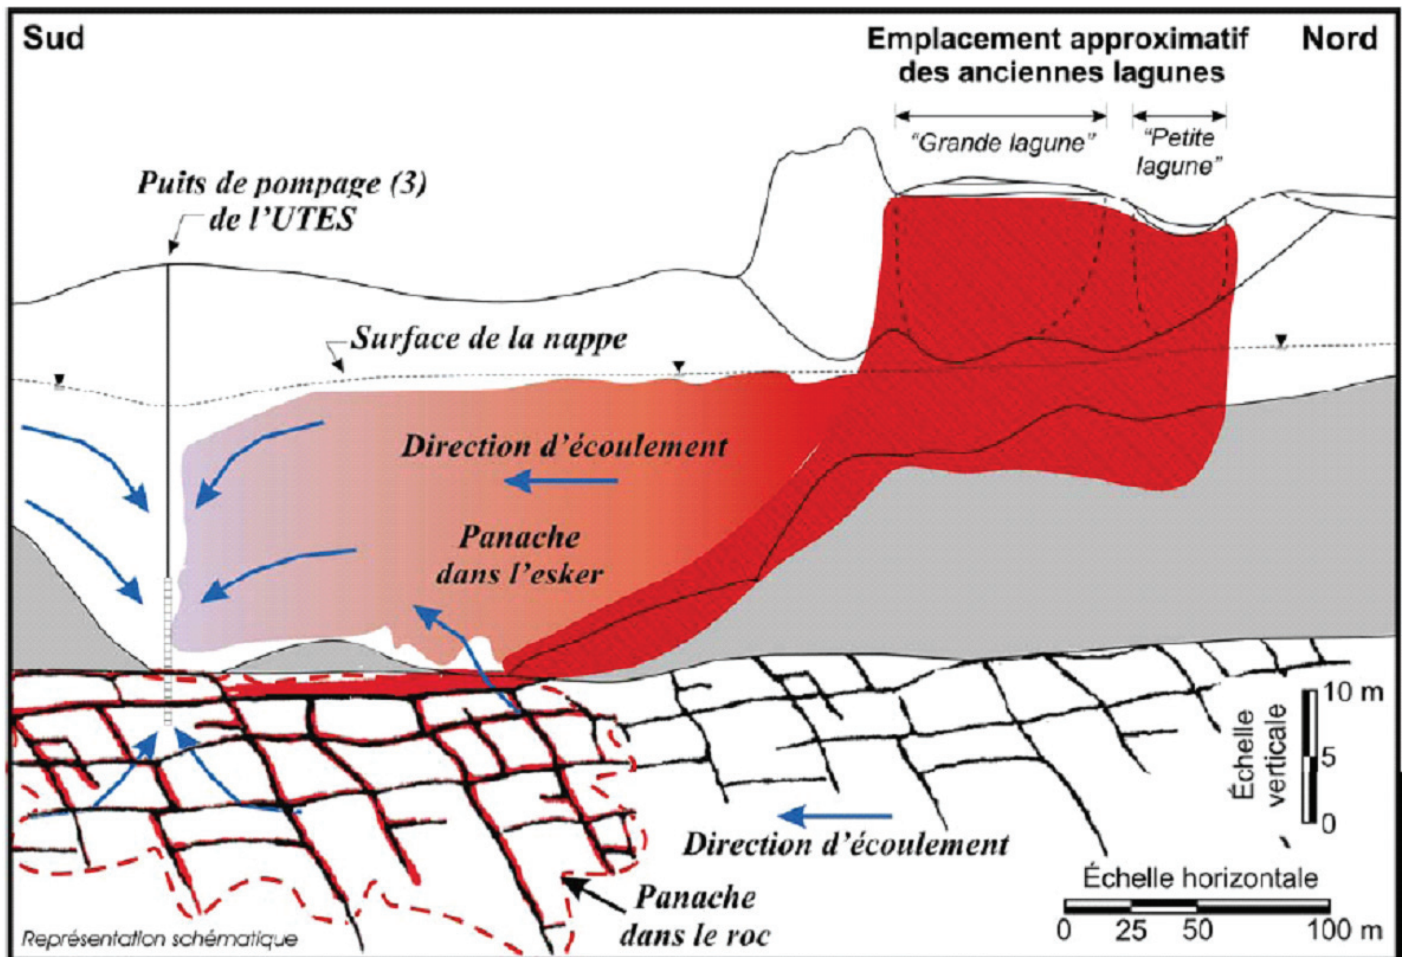 Sud
Emplacement approximatif
des anciennes lagunes
Nord
"Grande lagune"
"Petite
lagune"
Puits de pompage (3)
de l'UTES
Surface de la nappe
Direction d'écoulement
Panache
dans l'esker
10 m
5
0
Échelle
verticale
Direction d'écoulement
Panache
dans le roc
Échelle horizontale
0 25 50 100 m
Représentation schématique